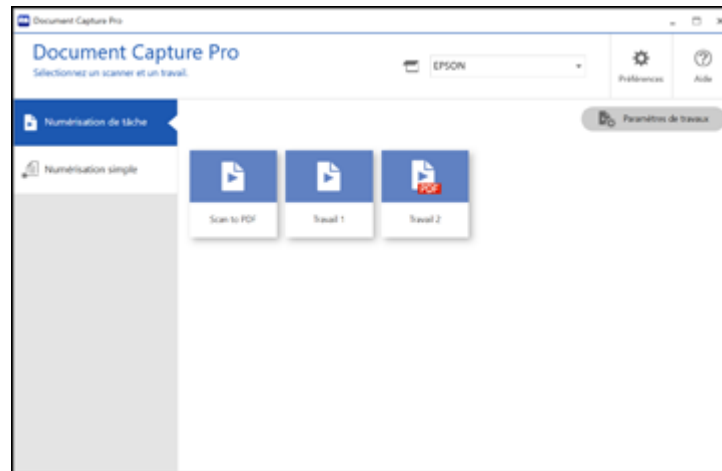 Document Capture Pro
Document Capture Pro
Sélectionnez un scanner et un travail.
EPSON
Préférences
Aide
Numérisation de tâche
Paramètres de travaux
Numérisation simple
PDF
Scan to PDF
Travail 1
Travail 2